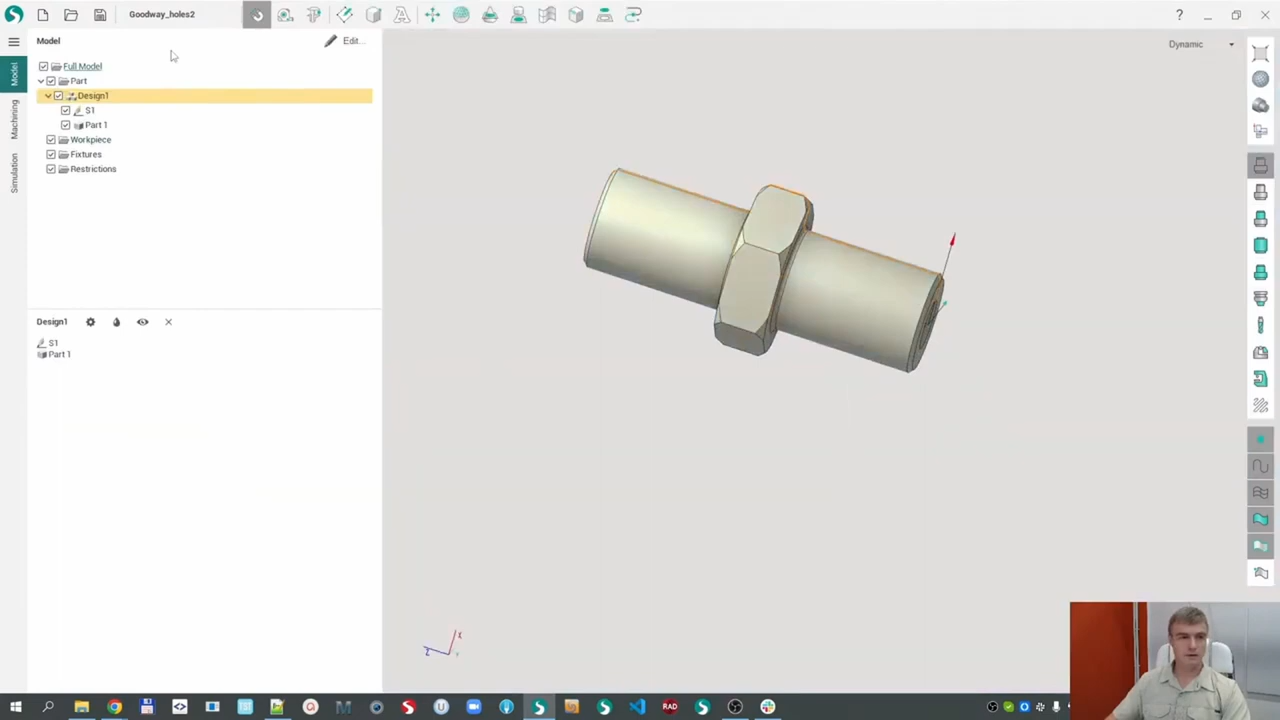 Goodway_holes2
?
Model
Edit...
Dynamic
Model
Machining
Simulation
Full Model
Part
Design1
S1
Part 1
Workpiece
Fixtures
Restrictions
Design1
S1
Part 1
RAD